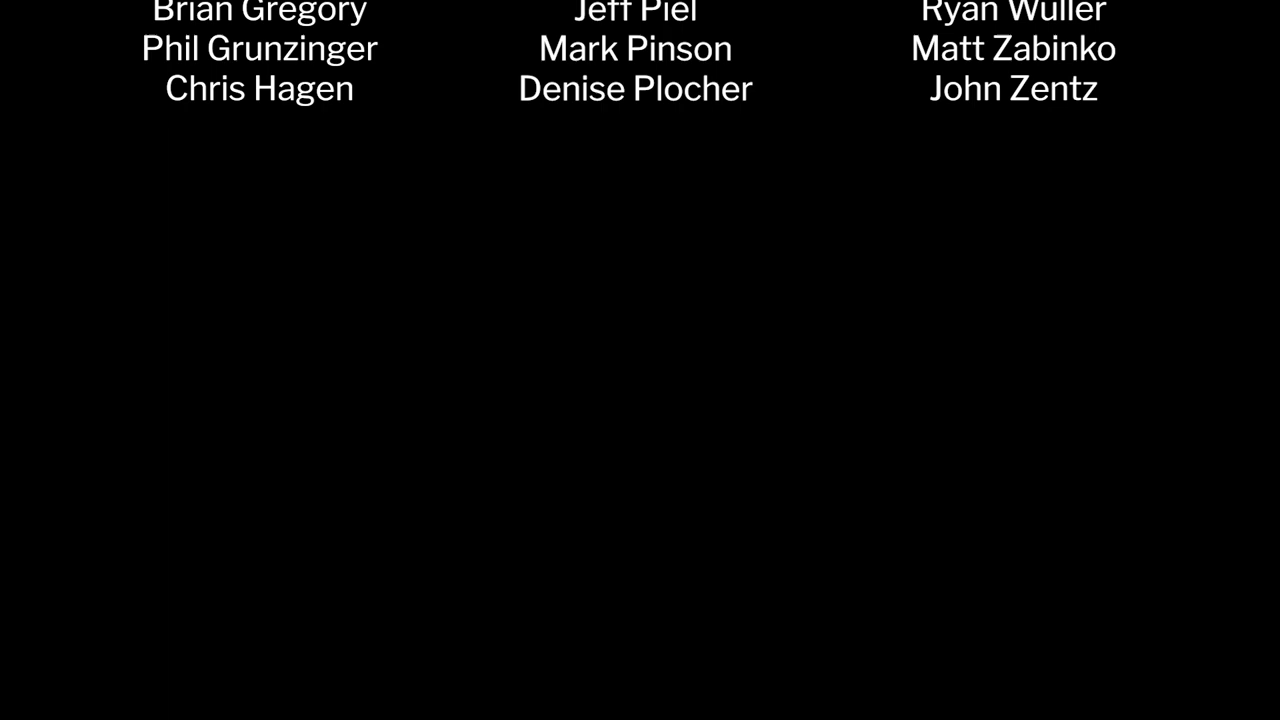 Brian Gregory
Phil Grunzinger
Chris Hagen
Jeff Piel
Mark Pinson
Denise Plocher
Ryan Wuller
Matt Zabinko
John Zentz